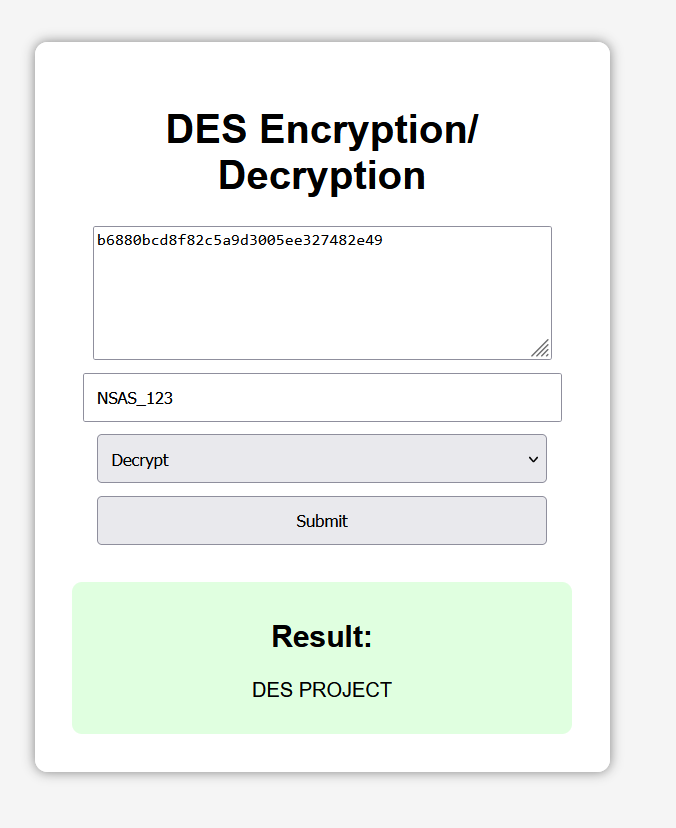 DES Encryption/
Decryption
b6880bcd8f82c5a9d3005ee327482e49
NSAS_123
Decrypt
Submit
Result:
DES PROJECT